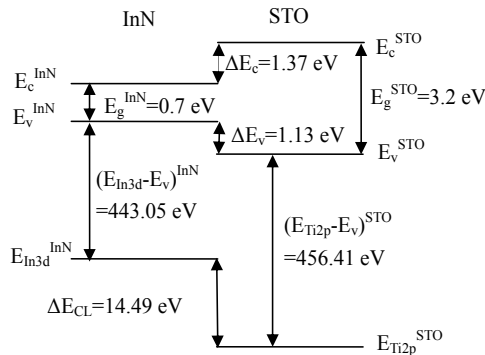 InN STO
E_c^STO
ΔE_c=1.37 eV
E_c^InN
E_g^InN=0.7 eV
E_g^STO=3.2 eV
E_v^InN
ΔE_v=1.13 eV
E_v^STO
(E_In3d-E_v)^InN
=443.05 eV
(E_Ti2p-E_v)^STO
=456.41 eV
E_In3d^InN
ΔE_CL=14.49 eV
E_Ti2p^STO